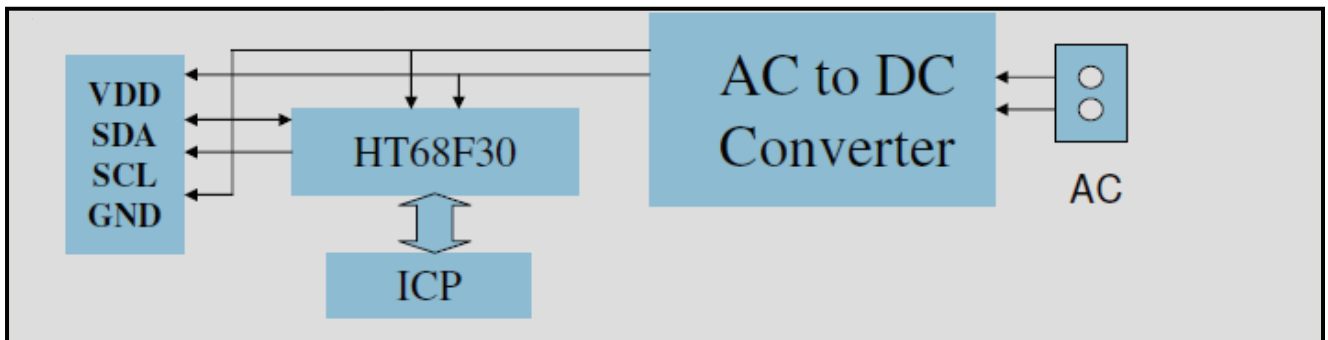 VDD
SDA
SCL
GND
HT68F30
ICP
AC to DC
Converter
AC